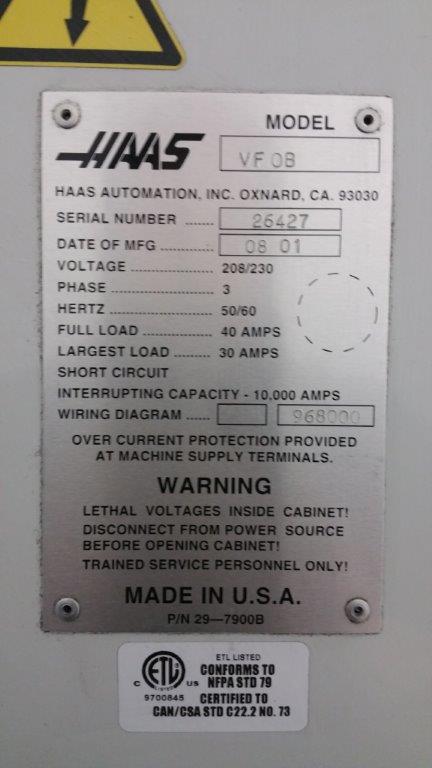 MODEL
HAAS VF 0B
HAAS AUTOMATION, INC. OXNARD, CA. 93030
SERIAL NUMBER ....... 26427
DATE OF MFG ........... 08 01
VOLTAGE .................. 208/230
PHASE ....................... 3
HERTZ ....................... 50/60
FULL LOAD ............... 40 AMPS
LARGEST LOAD ......... 30 AMPS
SHORT CIRCUIT
INTERRUPTING CAPACITY - 10,000 AMPS
WIRING DIAGRAM ...... 968000
OVER CURRENT PROTECTION PROVIDED
AT MACHINE SUPPLY TERMINALS.
WARNING
LETHAL VOLTAGES INSIDE CABINET!
DISCONNECT FROM POWER SOURCE
BEFORE OPENING CABINET!
TRAINED SERVICE PERSONNEL ONLY!
MADE IN U.S.A.
P/N 29—7900B
ETL LISTED
CONFORMS TO
NFPA STD 79
C ETL US
9700845
CERTIFIED TO
CAN/CSA STD C22.2 NO. 73